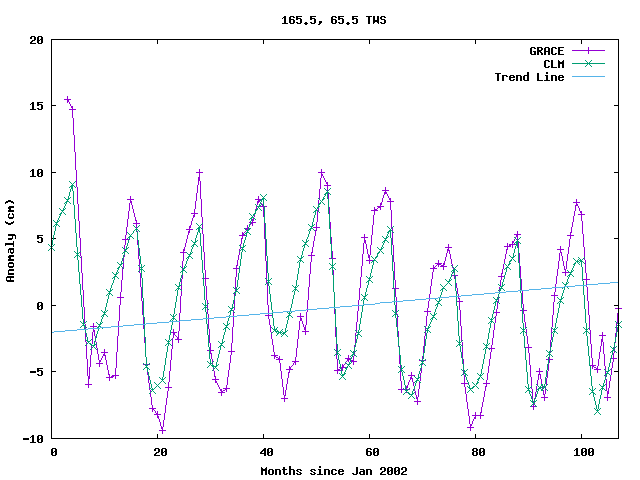 165.5, 65.5 TWS
GRACE
CLM
Trend Line
20
15
10
5
0
-5
-10
Anomaly (cm)
0 20 40 60 80 100
Months since Jan 2002